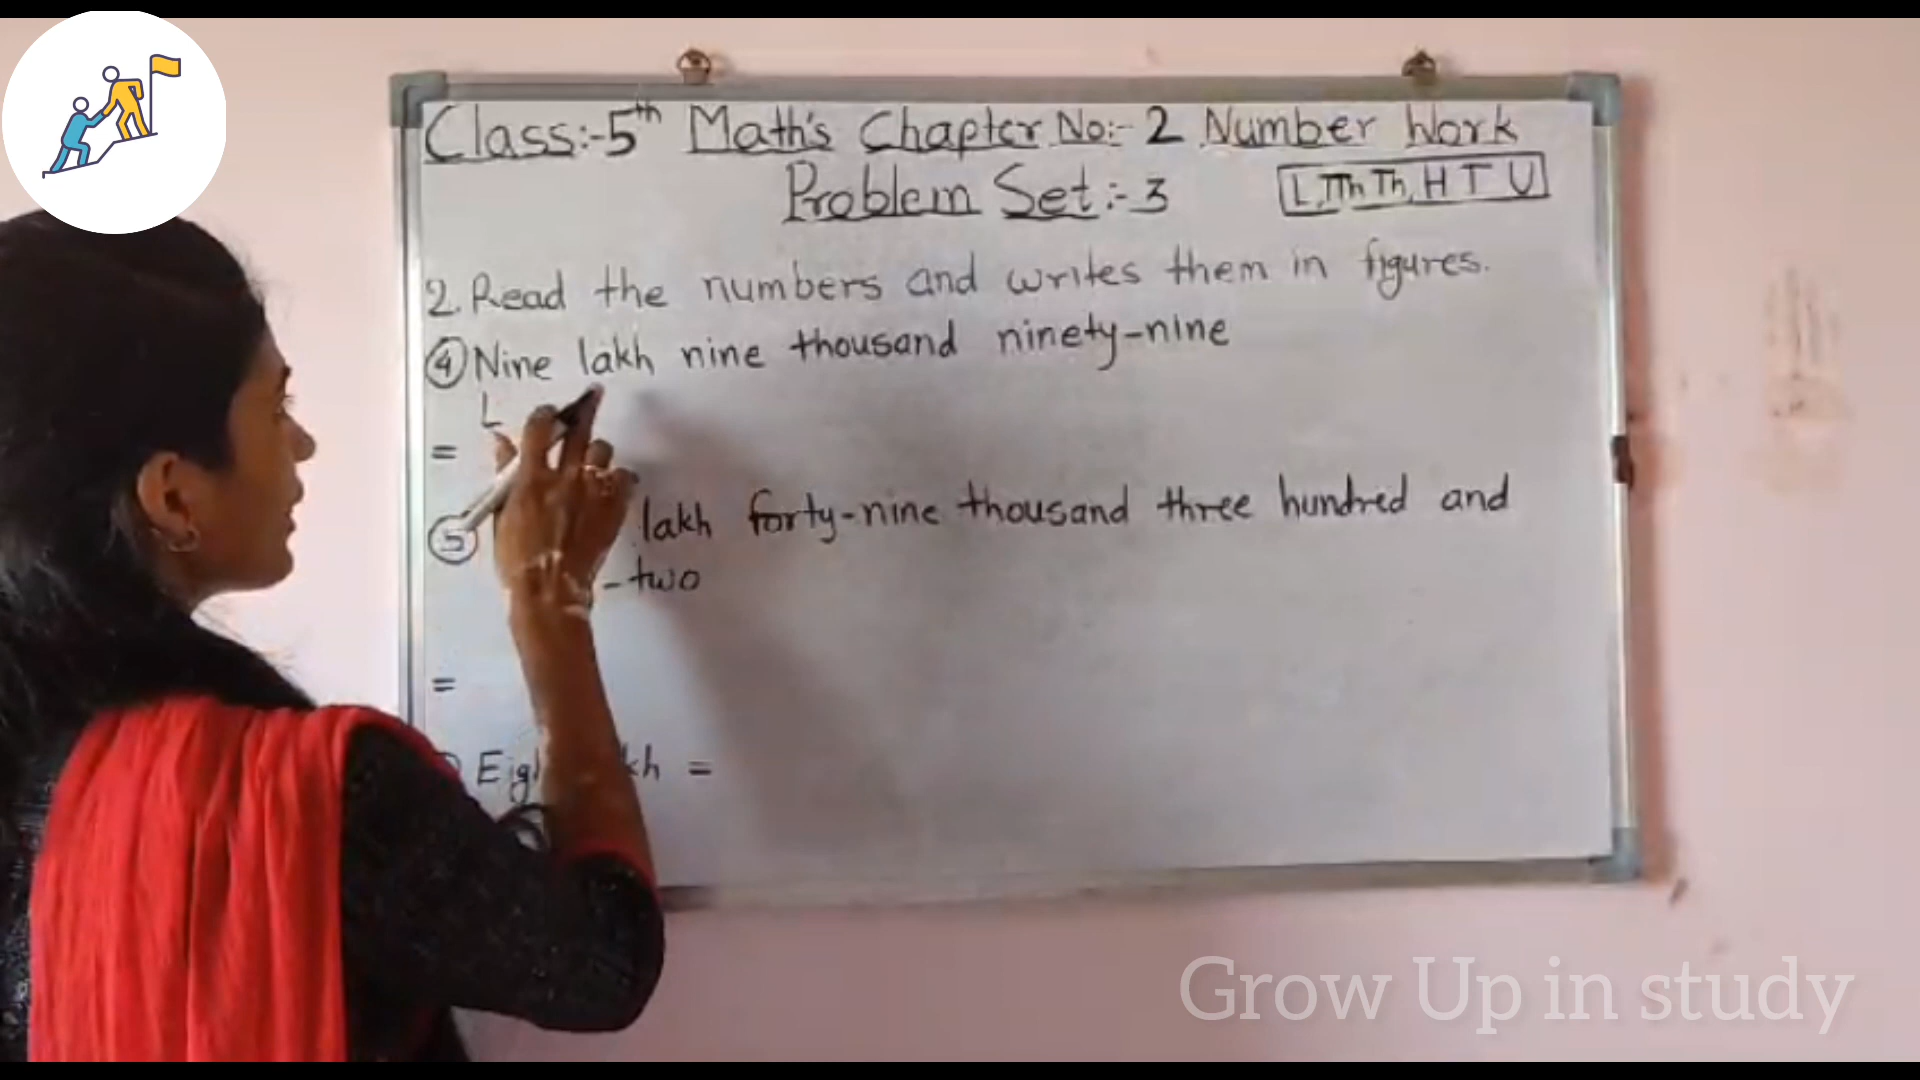 Class:-5th Math's Chapter No:- 2 Number Work
Problem Set:-3
L, TTh Th, H T U
2. Read the numbers and writes them in figures.
④ Nine lakh nine thousand ninety-nine
L
=
⑤ lakh forty-nine thousand three hundred and
-two
=
=
Grow Up in study